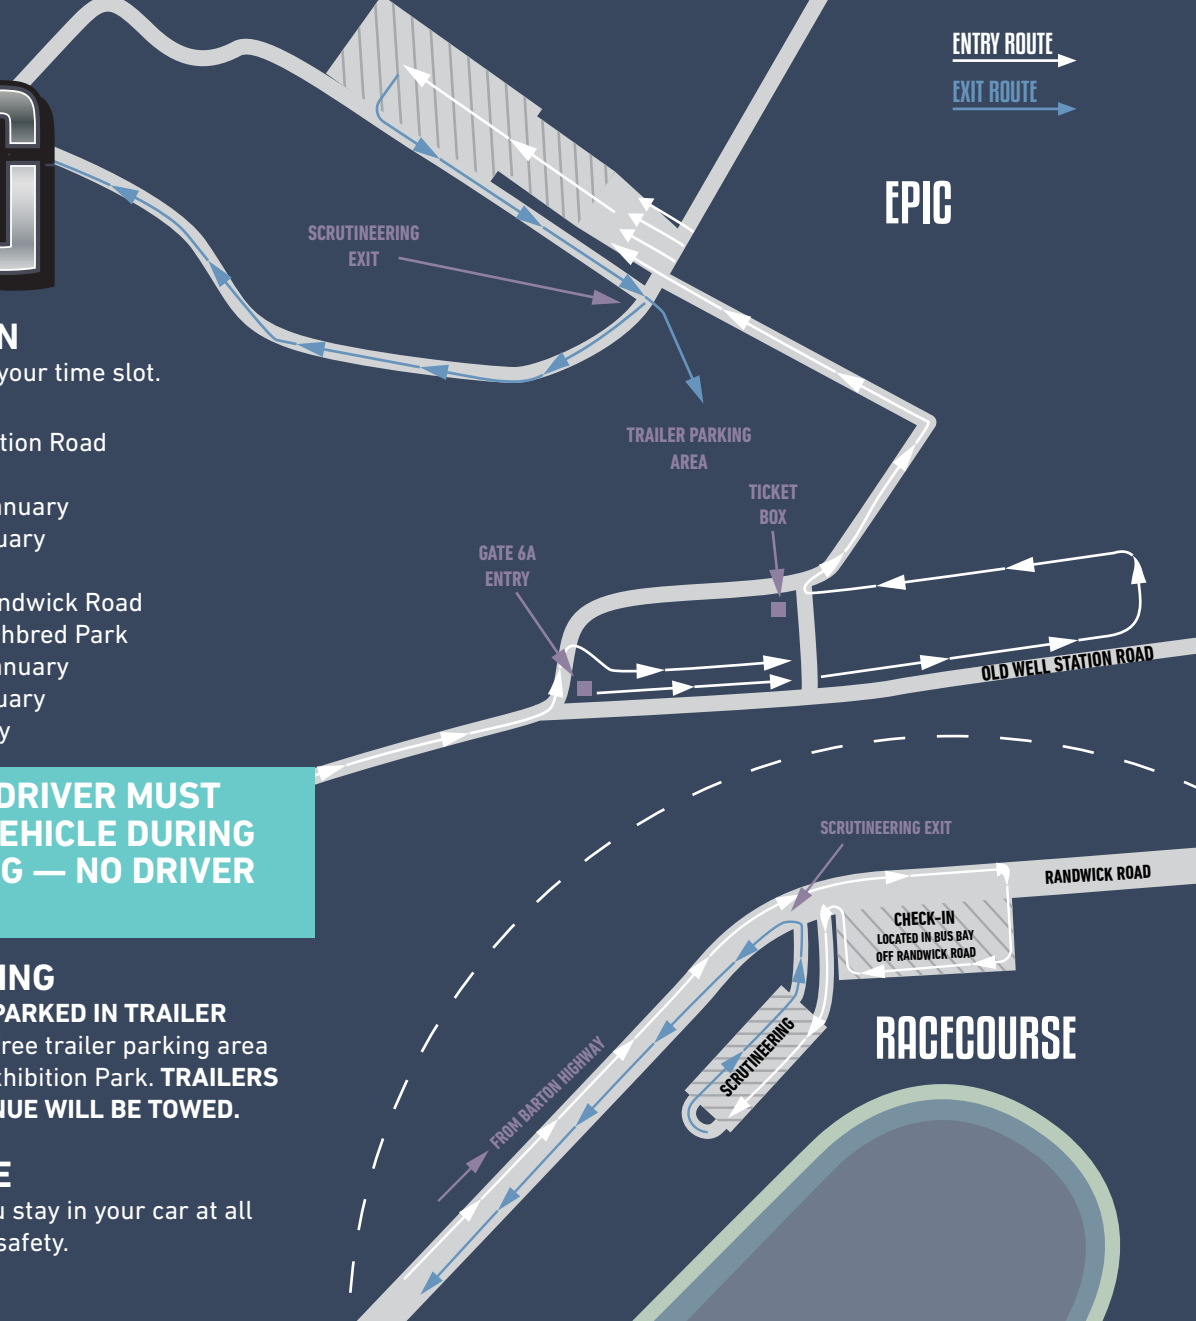 ENTRY ROUTE
EXIT ROUTE
EPIC
SCRUTINEERING
EXIT
TRAILER PARKING
AREA
TICKET
BOX
GATE 6A
ENTRY
OLD WELL STATION ROAD
N
your time slot.
tion Road
nuary
uary
ndwick Road
hbred Park
anuary
uary
y
DRIVER MUST
EHICLE DURING
G — NO DRIVER
SCRUTINEERING EXIT
RANDWICK ROAD
CHECK-IN
LOCATED IN BUS BAY
OFF RANDWICK ROAD
RACECOURSE
SCRUTINEERING
FROM BARTON HIGHWAY
ING
PARKED IN TRAILER
ree trailer parking area
xhibition Park. TRAILERS
NUE WILL BE TOWED.
E
u stay in your car at all
safety.